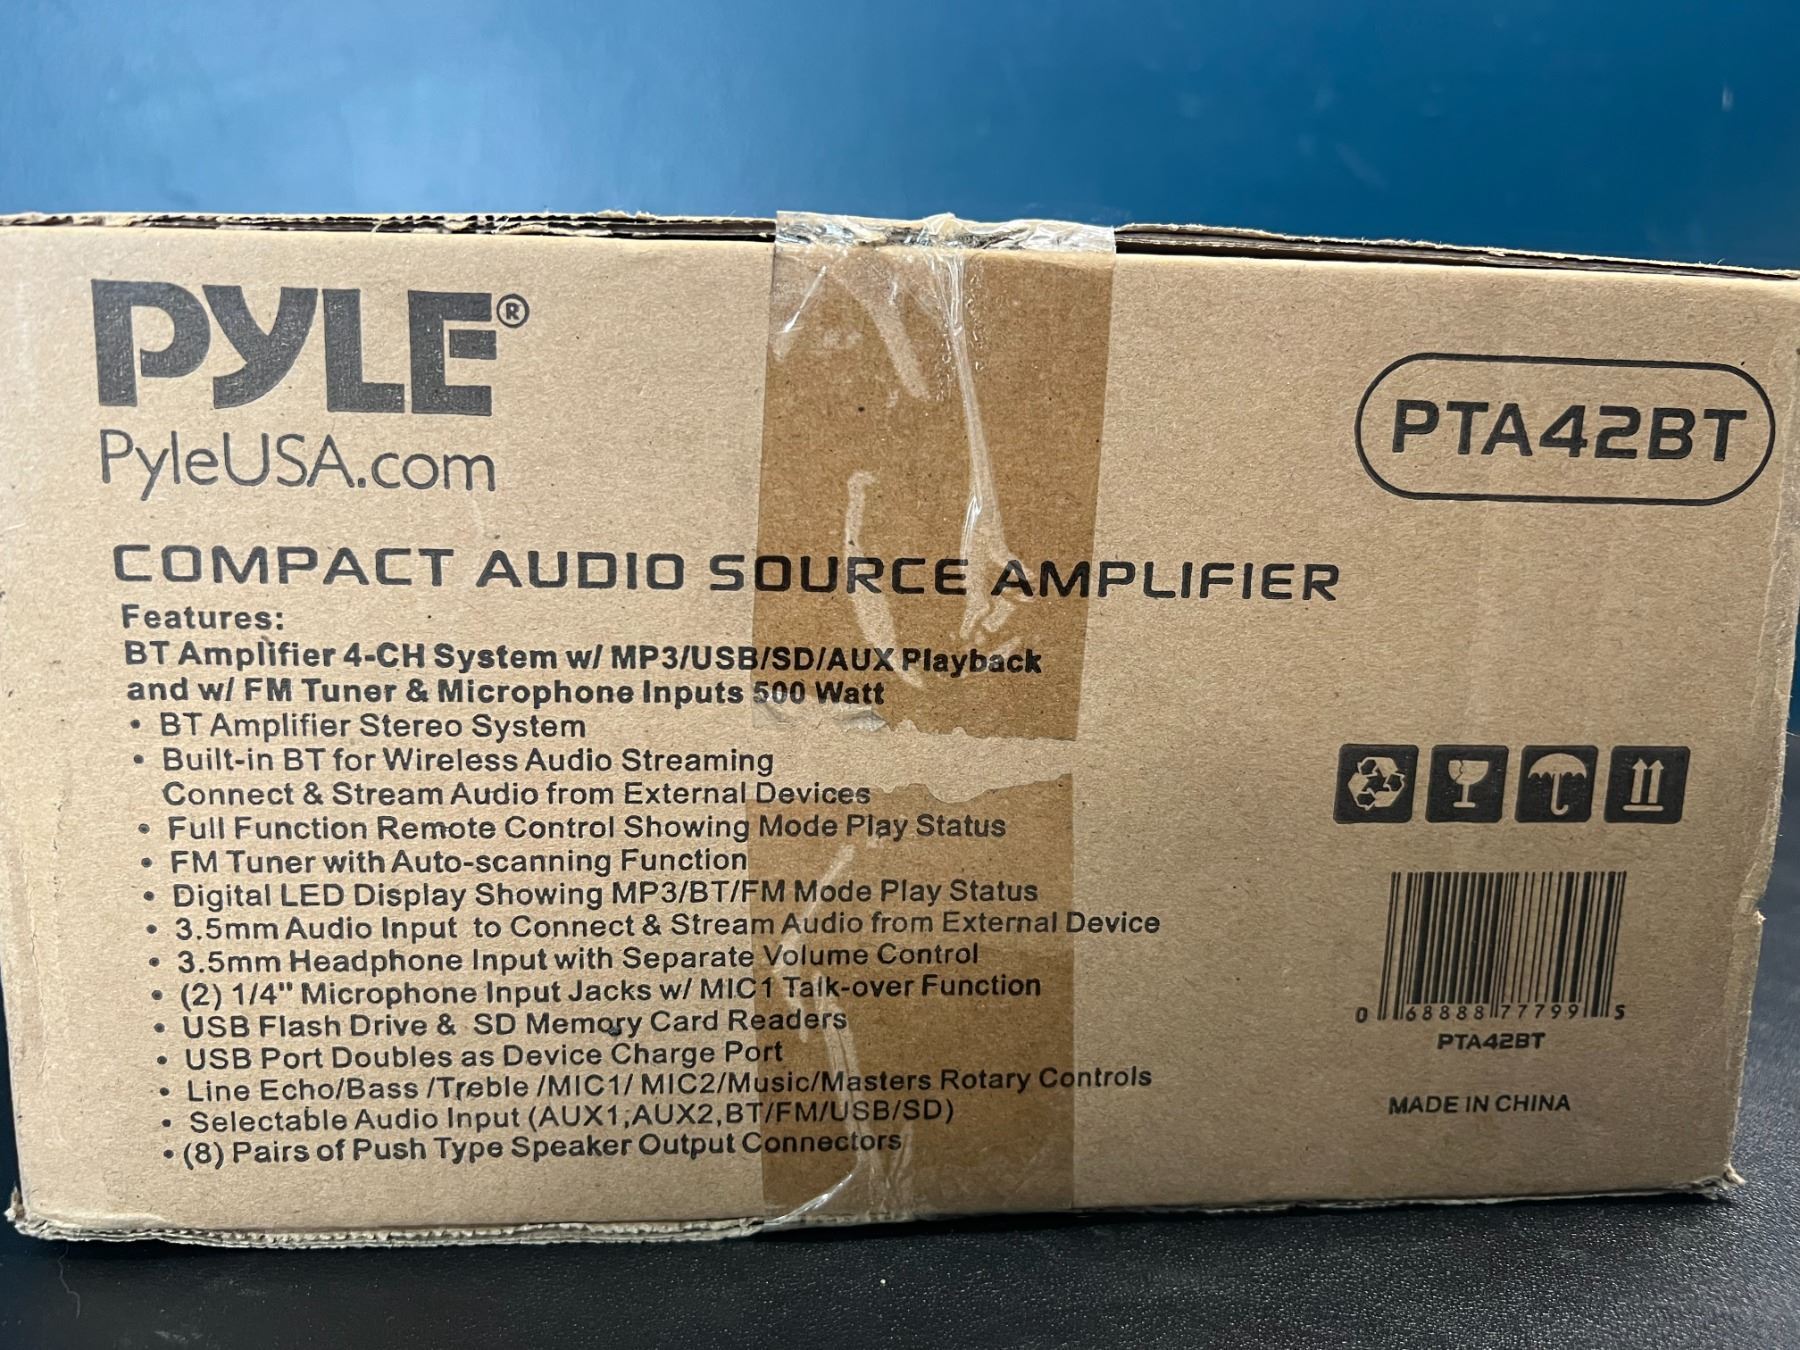 PYLE®
PyleUSA.com
PTA42BT
COMPACT AUDIO SOURCE AMPLIFIER
Features:
BT Amplifier 4-CH System w/ MP3/USB/SD/AUX Playback
and w/ FM Tuner & Microphone Inputs 500 Watt
• BT Amplifier Stereo System
• Built-in BT for Wireless Audio Streaming
Connect & Stream Audio from External Devices
• Full Function Remote Control Showing Mode Play Status
• FM Tuner with Auto-scanning Function
• Digital LED Display Showing MP3/BT/FM Mode Play Status
• 3.5mm Audio Input to Connect & Stream Audio from External Device
• 3.5mm Headphone Input with Separate Volume Control
• (2) 1/4" Microphone Input Jacks w/ MIC1 Talk-over Function
• USB Flash Drive & SD Memory Card Readers
• USB Port Doubles as Device Charge Port
• Line Echo/Bass /Treble /MIC1/ MIC2/Music/Masters Rotary Controls
• Selectable Audio Input (AUX1,AUX2,BT/FM/USB/SD)
• (8) Pairs of Push Type Speaker Output Connectors
0 68888 77799 5
PTA42BT
MADE IN CHINA